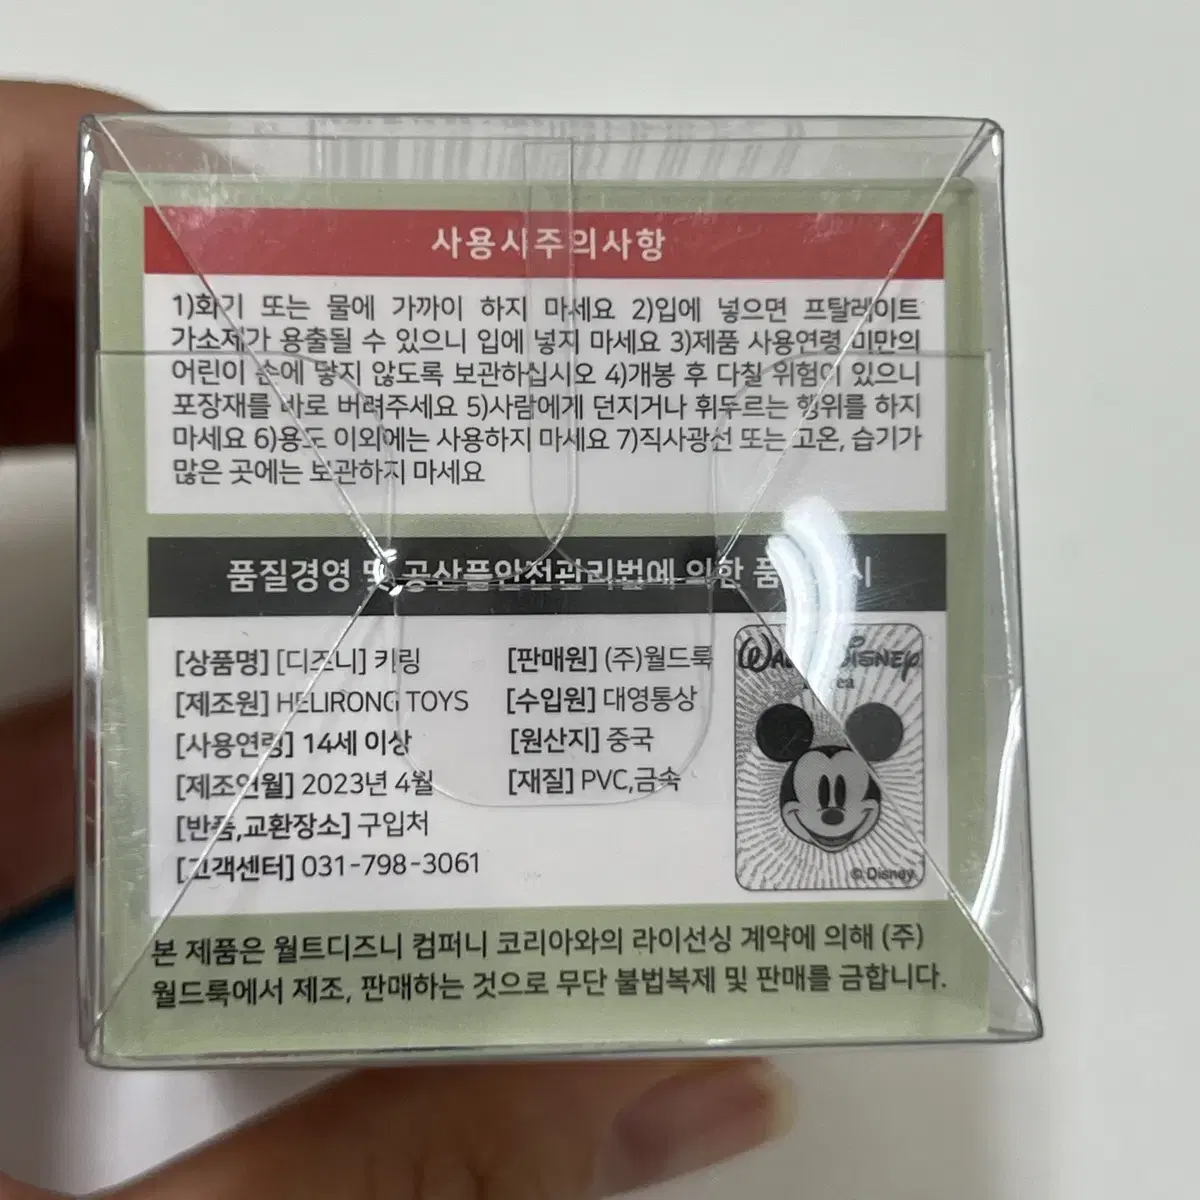 사용시주의사항
1)화기 또는 물에 가까이 하지 마세요 2)입에 넣으면 프탈레이트
가소제가 용출될 수 있으니 입에 넣지 마세요 3)제품 사용연령 미만의
어린이 손에 닿지 않도록 보관하십시오 4)개봉 후 다칠 위험이 있으니
포장재를 바로 버려주세요 5)사람에게 던지거나 휘두르는 행위를 하지
마세요 6)용도 이외에는 사용하지 마세요 7)직사광선 또는 고온, 습기가
많은 곳에는 보관하지 마세요
품질경영 및 공산품안전관리법에 의한
[상품명] [디즈니] 키링 [판매원] (주)월드룩
[제조원] HELIRONG TOYS [수입원] 대영통상
[사용연령] 14세 이상 [원산지] 중국
[제조연월] 2023년 4월 [재질] PVC,금속
[반품,교환장소] 구입처
[고객센터] 031-798-3061
WALT DISNEY
© Disney
본 제품은 월트디즈니 컴퍼니 코리아와의 라이선싱 계약에 의해 (주)
월드룩에서 제조, 판매하는 것으로 무단 불법복제 및 판매를 금합니다.